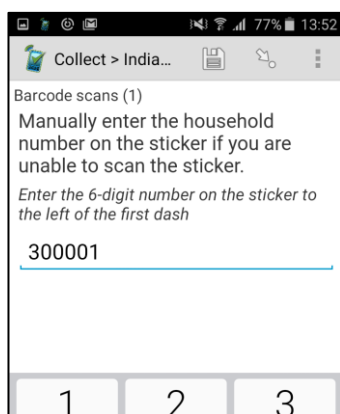 77% 13:52
Collect > India...
Barcode scans (1)
Manually enter the household
number on the sticker if you are
unable to scan the sticker.
Enter the 6-digit number on the sticker to
the left of the first dash
300001
1 2 3